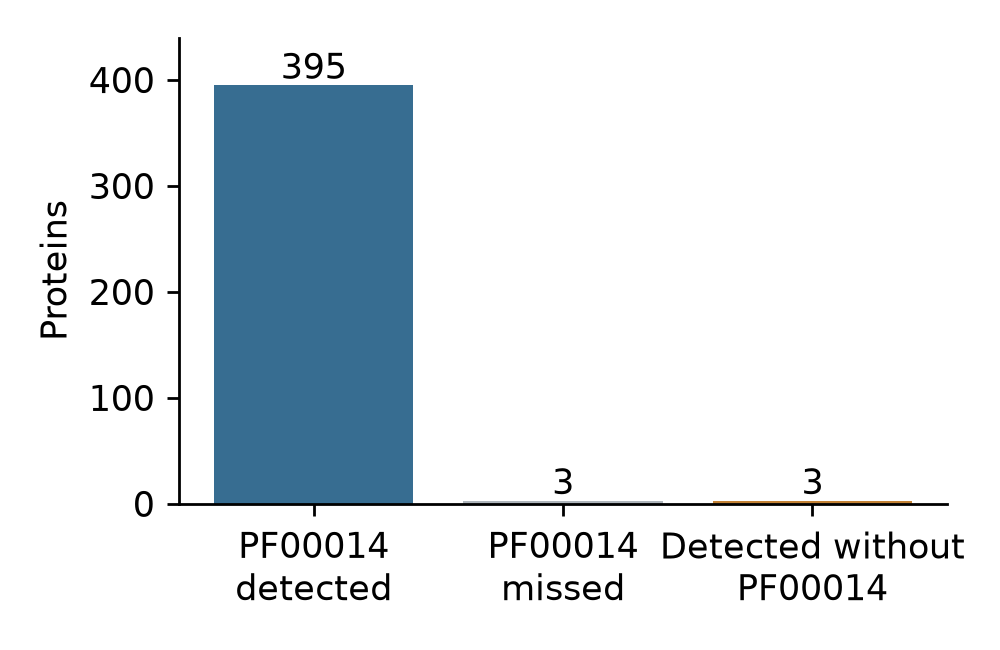 395
400
300
200
100
0
Proteins
3
3
PF00014
detected
PF00014
missed
Detected without
PF00014